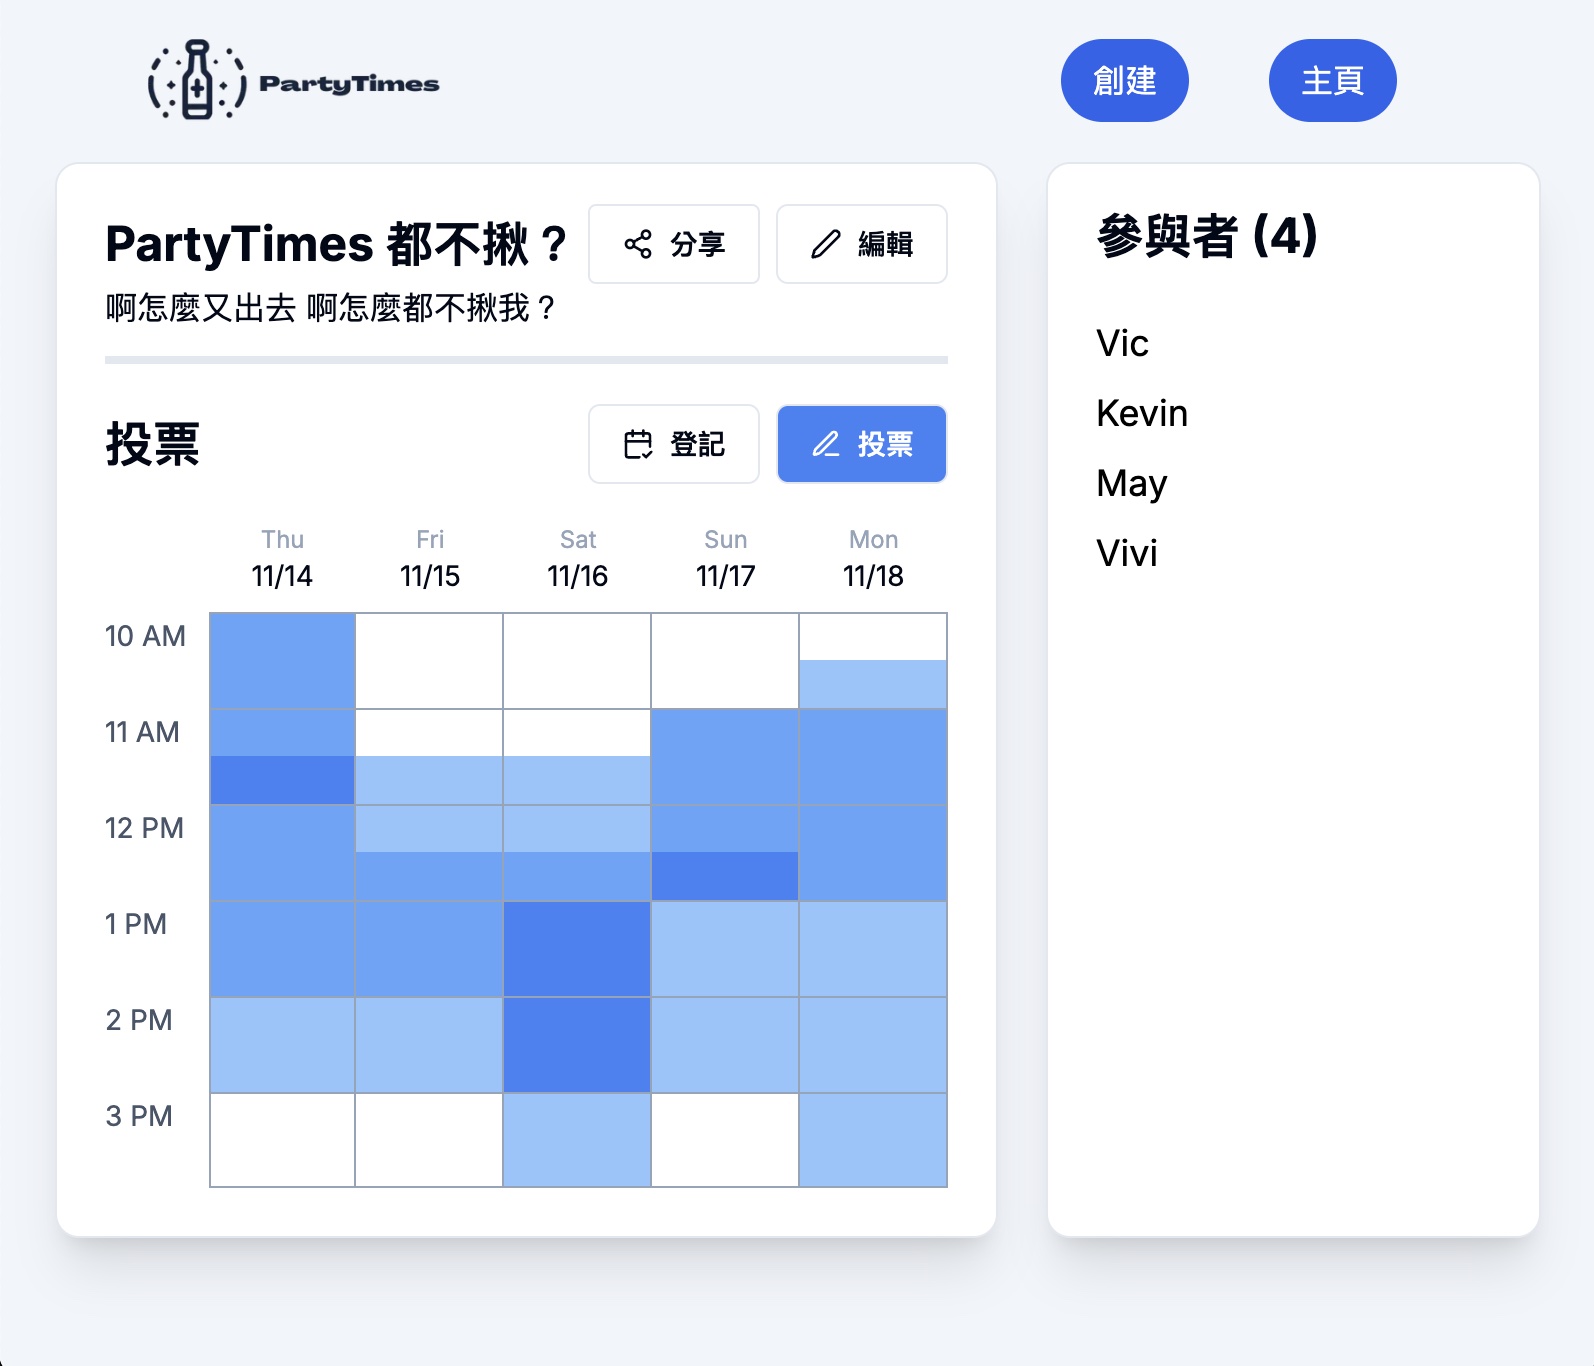 PartyTimes
創建
主頁
PartyTimes 都不揪？
分享
編輯
啊怎麼又出去 啊怎麼都不揪我？
投票
登記
投票
Thu
Fri
Sat
Sun
Mon
11/14
11/15
11/16
11/17
11/18
10 AM
11 AM
12 PM
1 PM
2 PM
3 PM
參與者 (4)
Vic
Kevin
May
Vivi